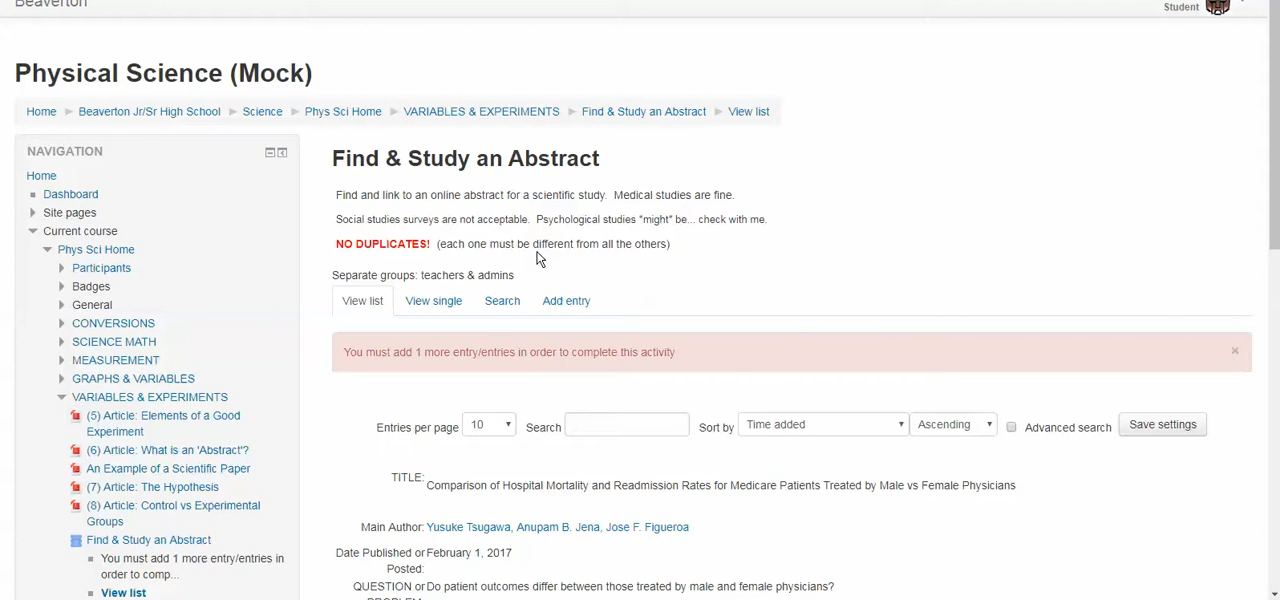 Beaverton
Student
Physical Science (Mock)
Home Beaverton Jr/Sr High School Science Phys Sci Home VARIABLES & EXPERIMENTS Find & Study an Abstract View list
NAVIGATION
Home
Dashboard
Site pages
Current course
Phys Sci Home
Participants
Badges
General
CONVERSIONS
SCIENCE MATH
MEASUREMENT
GRAPHS & VARIABLES
VARIABLES & EXPERIMENTS
(5) Article: Elements of a Good
Experiment
(6) Article: What is an 'Abstract'?
An Example of a Scientific Paper
(7) Article: The Hypothesis
(8) Article: Control vs Experimental
Groups
Find & Study an Abstract
You must add 1 more entry/entries in
order to comp...
View list
Find & Study an Abstract
Find and link to an online abstract for a scientific study. Medical studies are fine.
Social studies surveys are not acceptable. Psychological studies "might" be... check with me.
NO DUPLICATES! (each one must be different from all the others)
Separate groups: teachers & admins
View list View single Search Add entry
You must add 1 more entry/entries in order to complete this activity ×
Entries per page 10 Search Sort by Time added Ascending Advanced search Save settings
TITLE: Comparison of Hospital Mortality and Readmission Rates for Medicare Patients Treated by Male vs Female Physicians
Main Author: Yusuke Tsugawa, Anupam B. Jena, Jose F. Figueroa
Date Published or February 1, 2017
Posted:
QUESTION or Do patient outcomes differ between those treated by male and female physicians?
PROBLEM